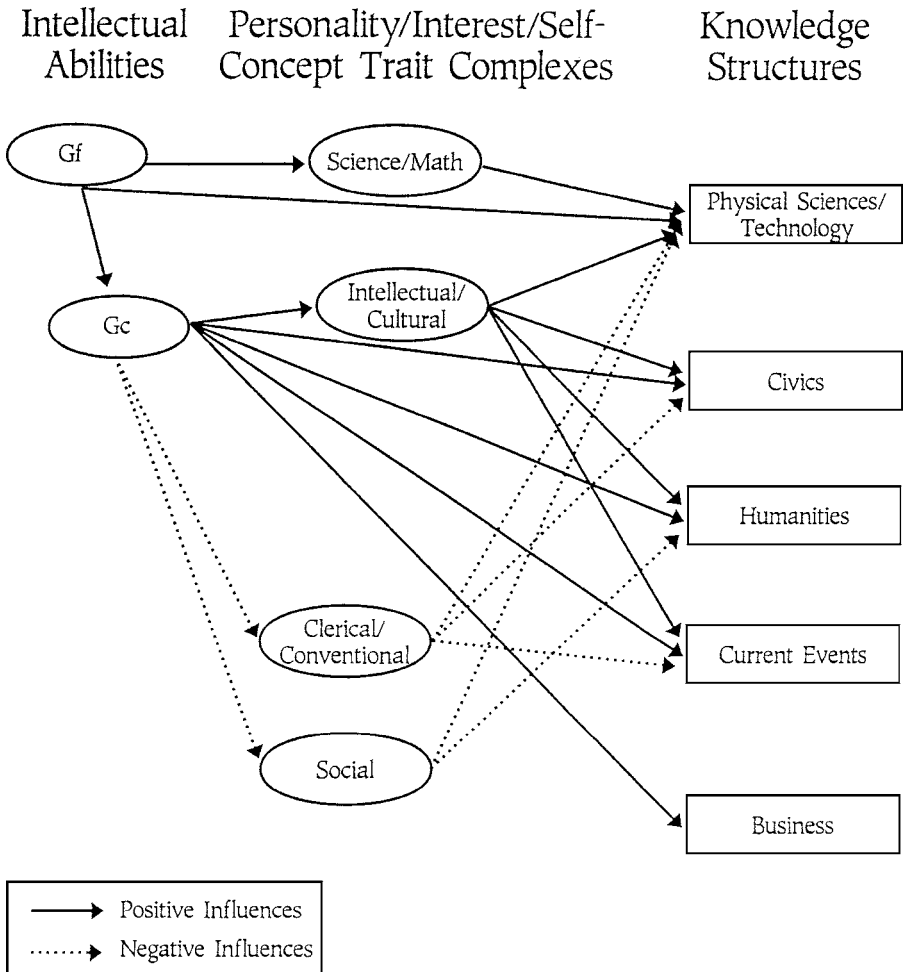 Intellectual
Abilities
Personality/Interest/Self-
Concept Trait Complexes
Knowledge
Structures
Gf
Science/Math
Physical Sciences/
Technology
Gc
Intellectual/
Cultural
Civics
Humanities
Clerical/
Conventional
Current Events
Social
Business
Positive Influences
Negative Influences